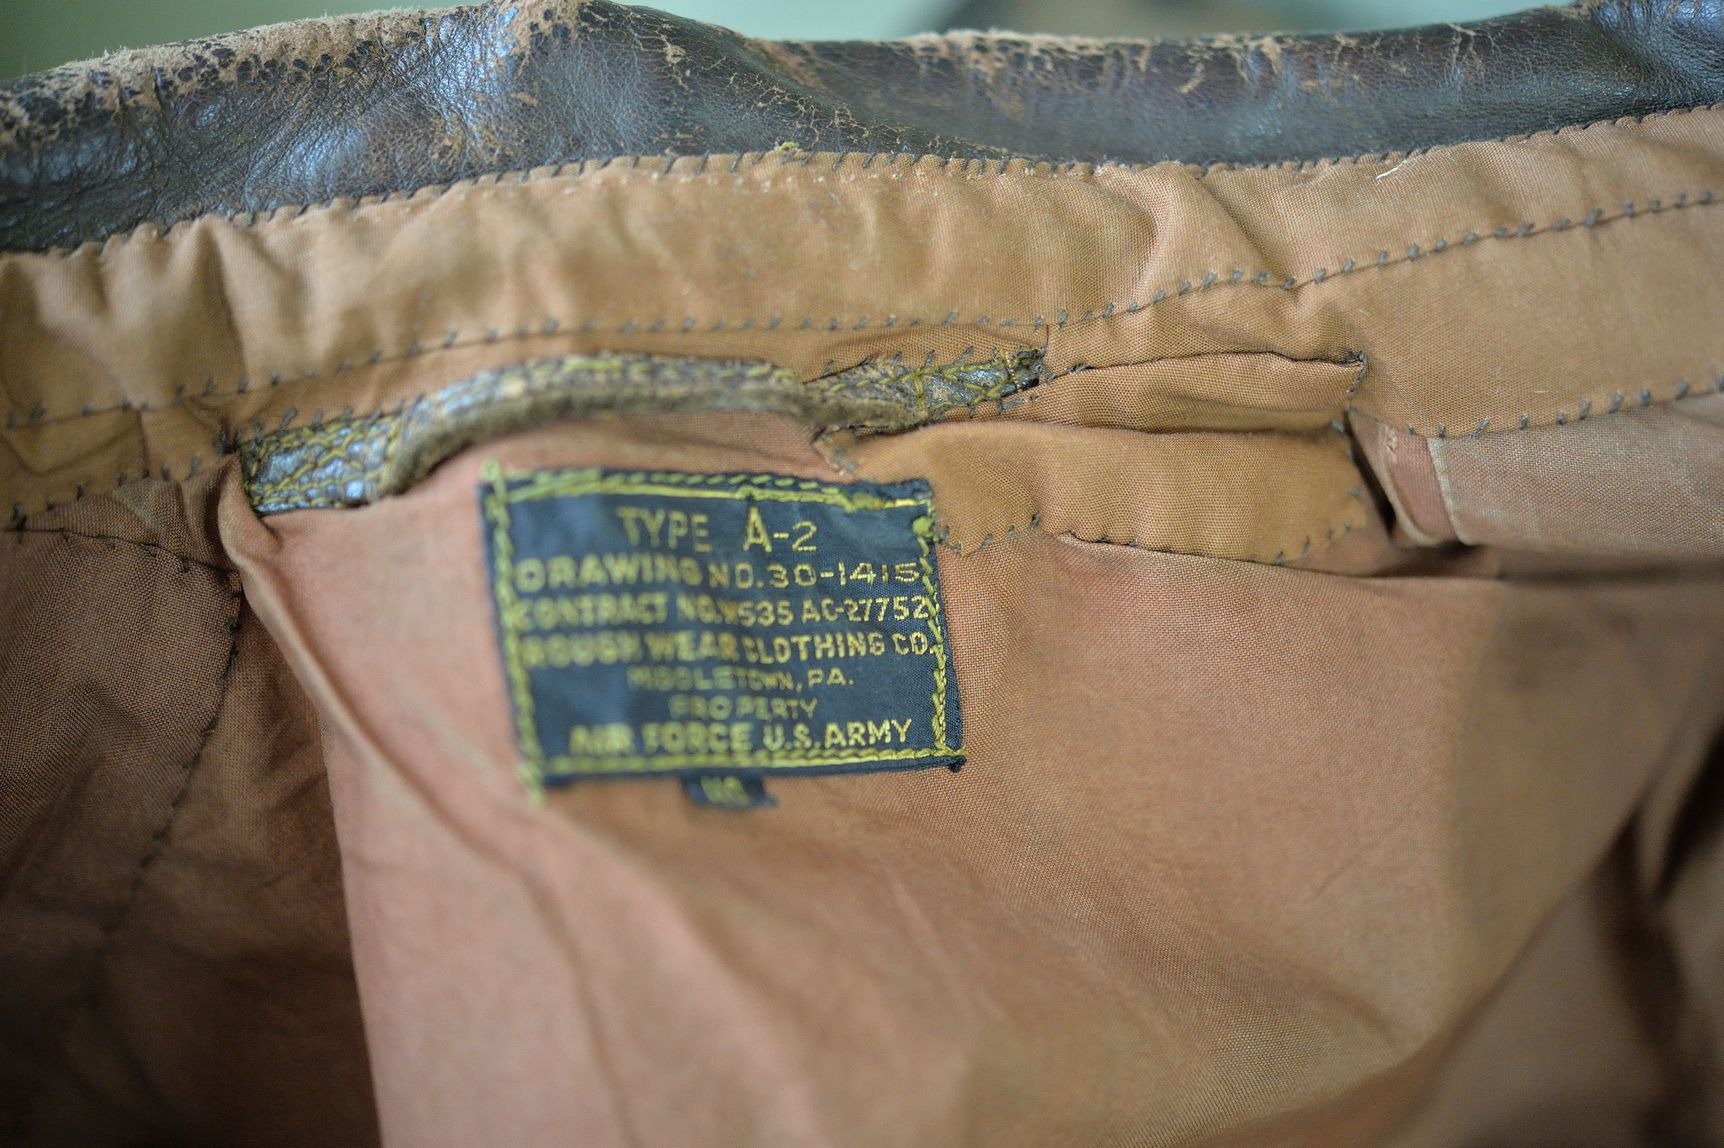 TYPE A-2
DRAWING NO. 30-1415
CONTRACT NO. W535 AC-27752
ROUGH WEAR CLOTHING CO.
MIDDLETOWN, PA.
PROPERTY
AIR FORCE U.S. ARMY